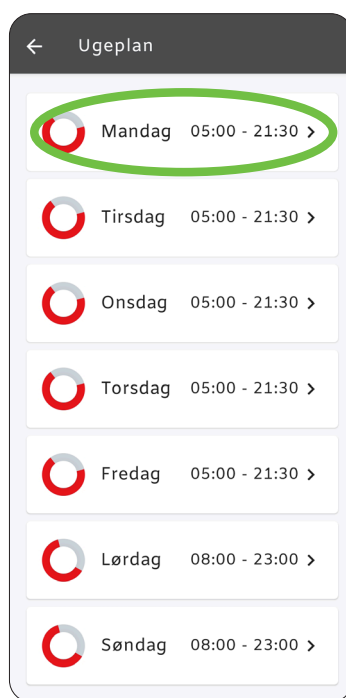 Ugeplan
Mandag 05:00 - 21:30
Tirsdag 05:00 - 21:30
Onsdag 05:00 - 21:30
Torsdag 05:00 - 21:30
Fredag 05:00 - 21:30
Lørdag 08:00 - 23:00
Søndag 08:00 - 23:00